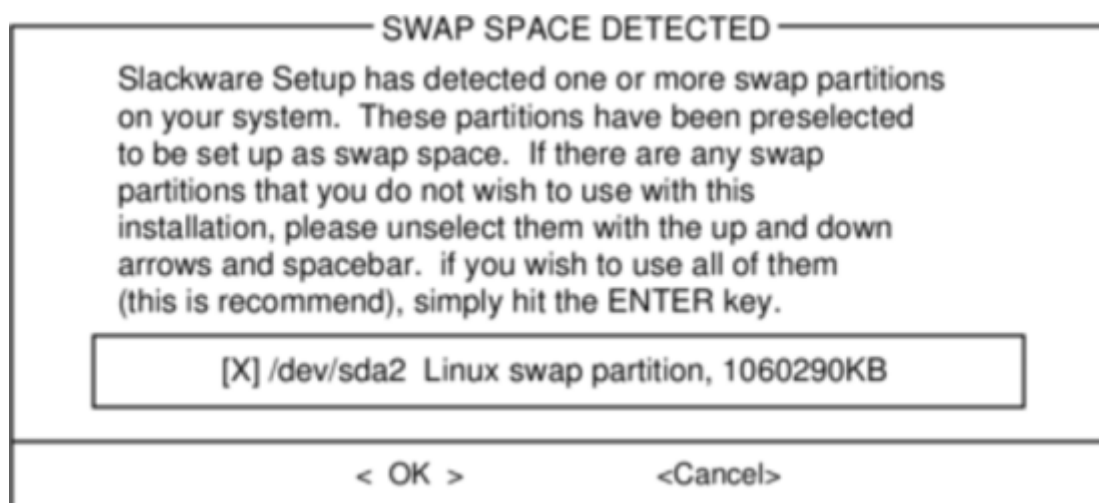 SWAP SPACE DETECTED
Slackware Setup has detected one or more swap partitions
on your system.  These partitions have been preselected
to be set up as swap space.  If there are any swap
partitions that you do not wish to use with this
installation, please unselect them with the up and down
arrows and spacebar.  if you wish to use all of them
(this is recommend), simply hit the ENTER key.
[X] /dev/sda2  Linux swap partition, 1060290KB
< OK >    <Cancel>